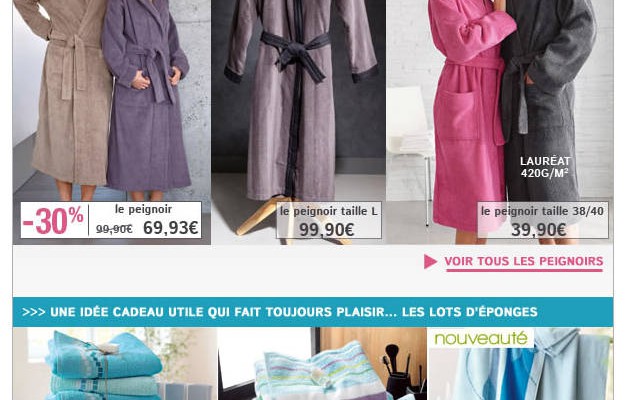 LAURÉAT
420G/M²
-30%
le peignoir
99,90€ 69,93€
le peignoir taille L
99,90€
le peignoir taille 38/40
39,90€
VOIR TOUS LES PEIGNOIRS
>>> UNE IDÉE CADEAU UTILE QUI FAIT TOUJOURS PLAISIR... LES LOTS D'ÉPONGES
nouveauté